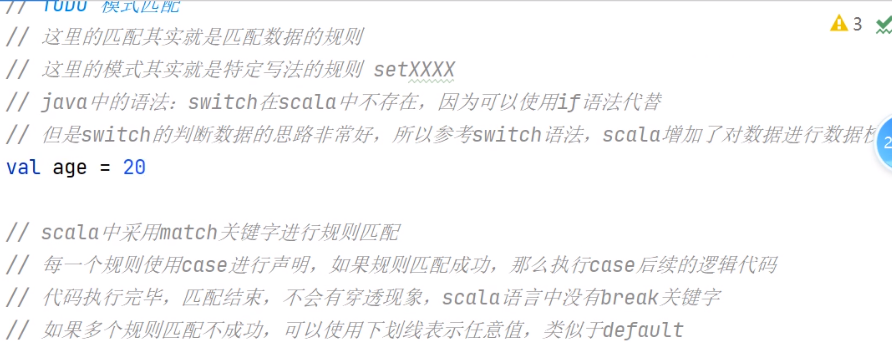 // TODO 模式匹配
// 这里的匹配其实就是匹配数据的规则
// 这里的模式其实就是特定写法的规则 setXXXX
// java中的语法：switch在scala中不存在，因为可以使用if语法代替
// 但是switch的判断数据的思路非常好，所以参考switch语法，scala增加了对数据进行数据
val age = 20
// scala中采用match关键字进行规则匹配
// 每一个规则使用case进行声明，如果规则匹配成功，那么执行case后续的逻辑代码
// 代码执行完毕，匹配结束，不会有穿透现象，scala语言中没有break关键字
// 如果多个规则匹配不成功，可以使用下划线表示任意值，类似于default
3
2